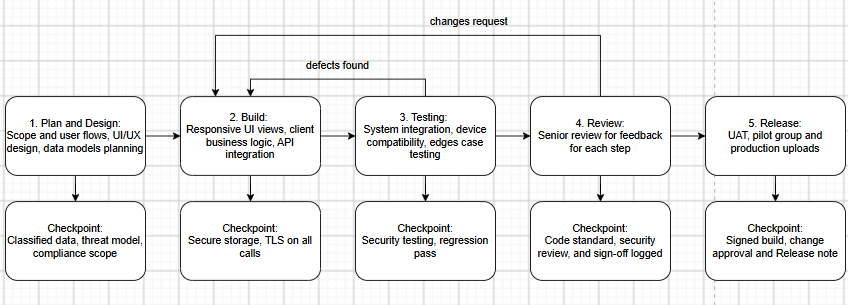 changes request
defects found
1. Plan and Design:
Scope and user flows, UI/UX
design, data models planning
2. Build:
Responsive UI views, client
business logic, API
integration
3. Testing:
System integration, device
compatibility, edges case
testing
4. Review:
Senior review for feedback
for each step
5. Release:
UAT, pilot group and
production uploads
Checkpoint:
Classified data, threat model,
compliance scope
Checkpoint:
Secure storage, TLS on all
calls
Checkpoint:
Security testing, regression
pass
Checkpoint:
Code standard, security
review, and sign-off logged
Checkpoint:
Signed build, change
approval and Release note